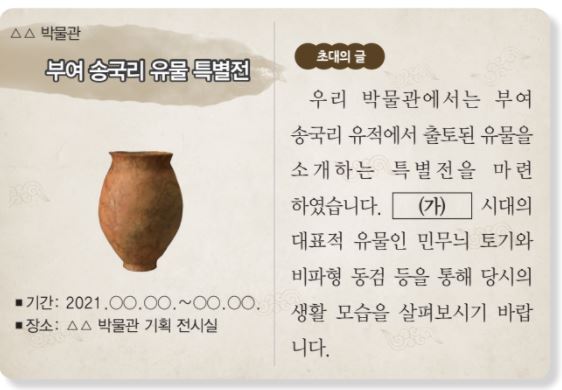 △△ 박물관
부여 송국리 유물 특별전
■기간: 2021.○○.○○.~○○.○○.
■장소: △△ 박물관 기획 전시실
초대의 글
우리 박물관에서는 부여
송국리 유적에서 출토된 유물을
소개하는 특별전을 마련
하였습니다. (가) 시대의
대표적 유물인 민무늬 토기와
비파형 동검 등을 통해 당시의
생활 모습을 살펴보시기 바랍
니다.